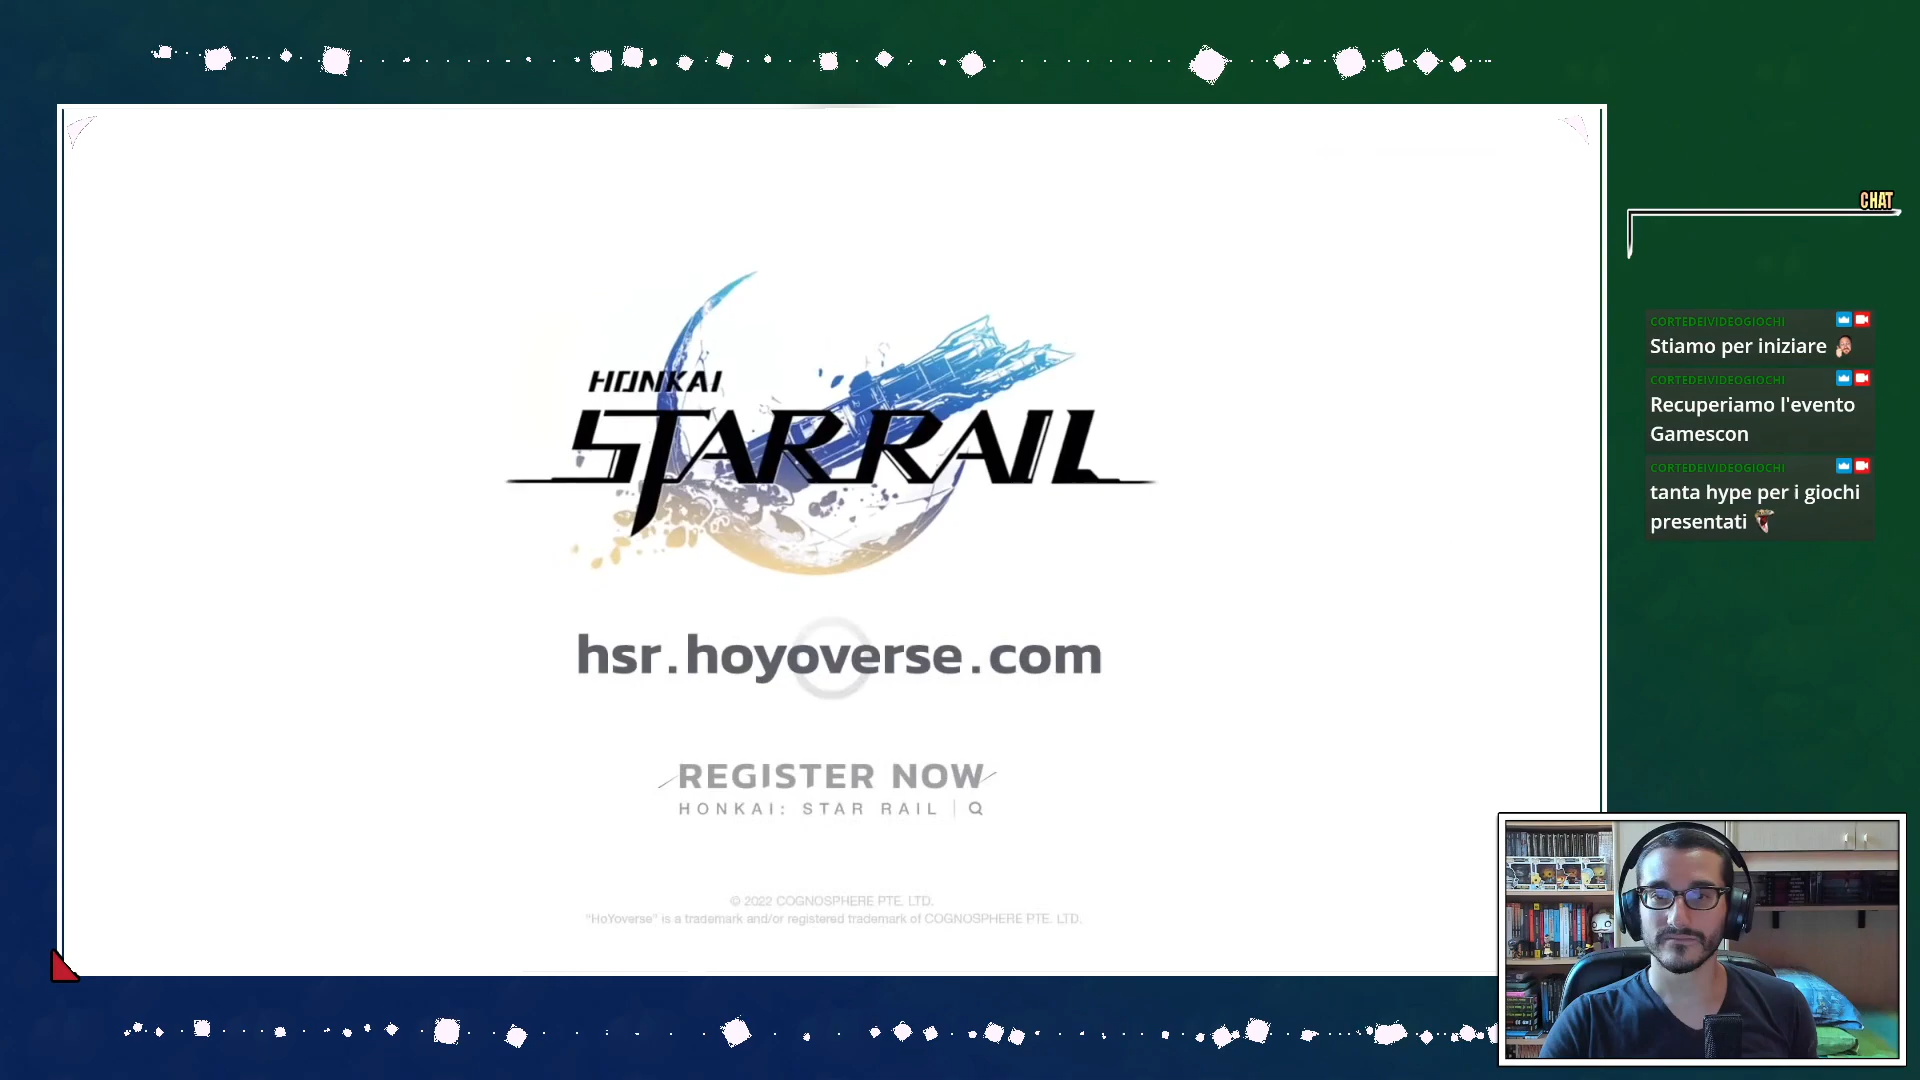 HONKAI
STAR RAIL
hsr.hoyoverse.com
REGISTER NOW
HONKAI: STAR RAIL
© 2022 COGNOSPHERE PTE. LTD.
"HoYoverse" is a trademark and/or registered trademark of COGNOSPHERE PTE. LTD.
CHAT
CORTEDEIVIDEOGIOCHI
Stiamo per iniziare
CORTEDEIVIDEOGIOCHI
Recuperiamo l'evento
Gamescon
CORTEDEIVIDEOGIOCHI
tanta hype per i giochi
presentati